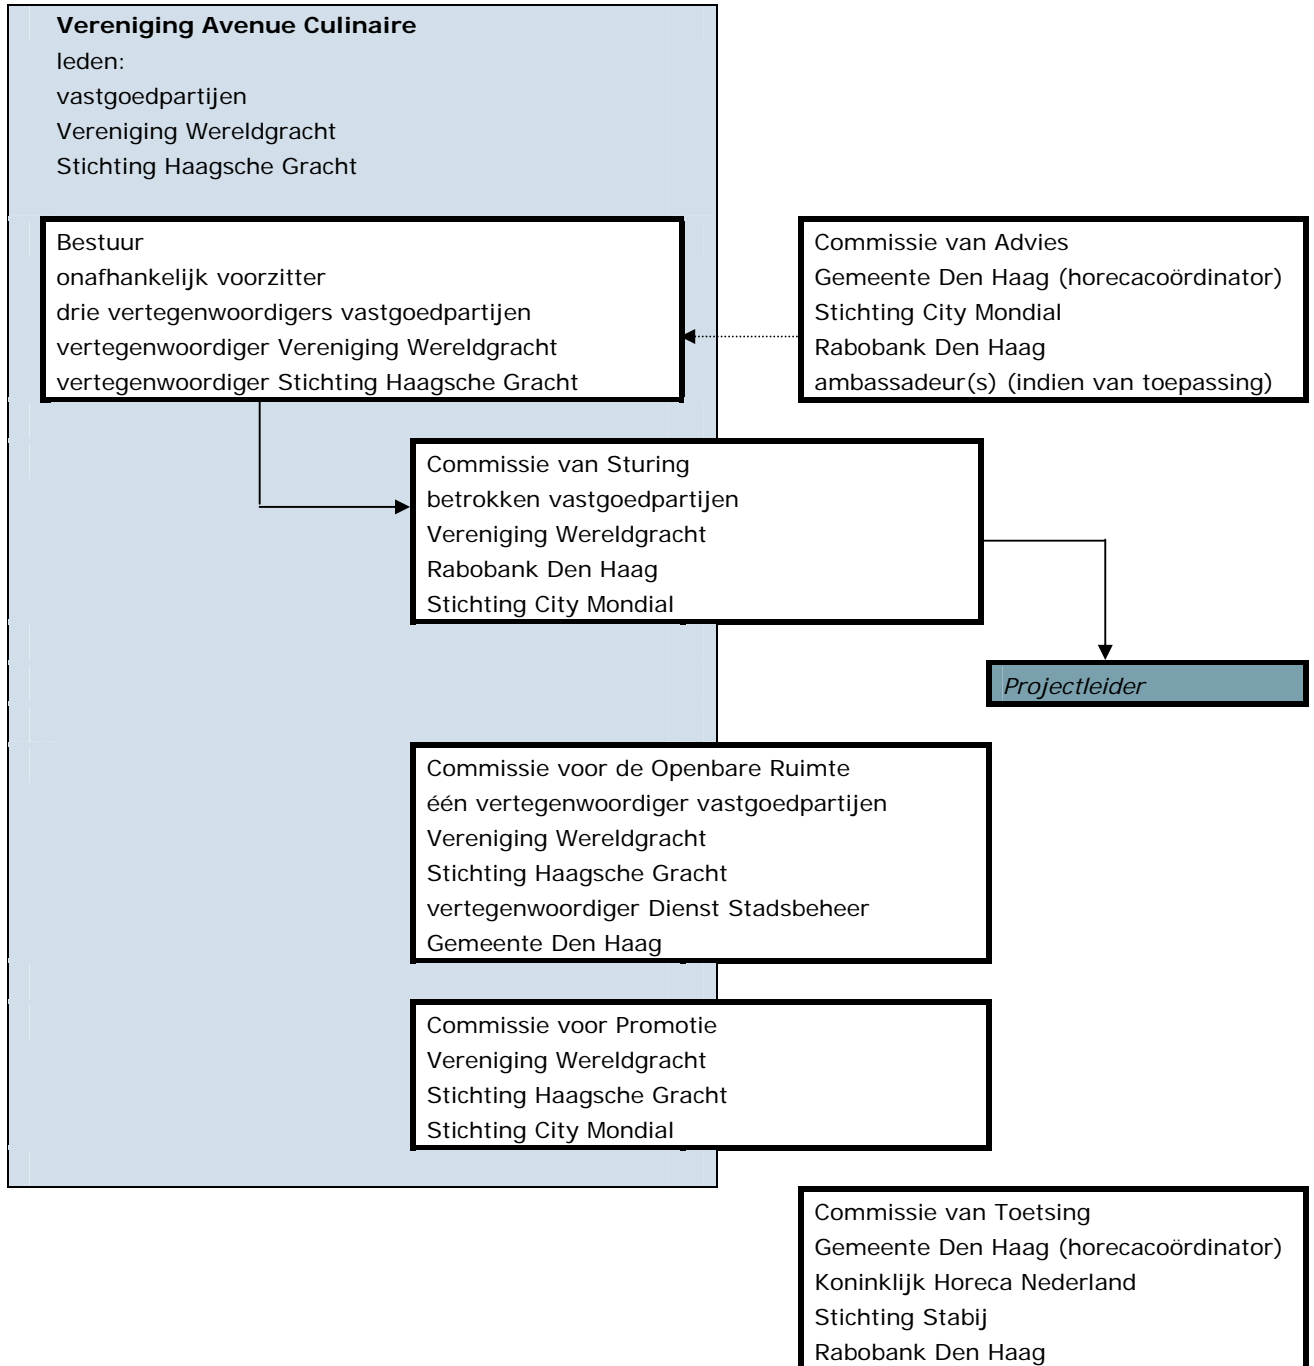 Vereniging Avenue Culinaire
leden:
vastgoedpartijen
Vereniging Wereldgracht
Stichting Haagsche Gracht
Bestuur
onafhankelijk voorzitter
drie vertegenwoordigers vastgoedpartijen
vertegenwoordiger Vereniging Wereldgracht
vertegenwoordiger Stichting Haagsche Gracht
Commissie van Advies
Gemeente Den Haag (horecacoördinator)
Stichting City Mondial
Rabobank Den Haag
ambassadeur(s) (indien van toepassing)
Commissie van Sturing
betrokken vastgoedpartijen
Vereniging Wereldgracht
Rabobank Den Haag
Stichting City Mondial
Projectleider
Commissie voor de Openbare Ruimte
één vertegenwoordiger vastgoedpartijen
Vereniging Wereldgracht
Stichting Haagsche Gracht
vertegenwoordiger Dienst Stadsbeheer
Gemeente Den Haag
Commissie voor Promotie
Vereniging Wereldgracht
Stichting Haagsche Gracht
Stichting City Mondial
Commissie van Toetsing
Gemeente Den Haag (horecacoördinator)
Koninklijk Horeca Nederland
Stichting Stabij
Rabobank Den Haag